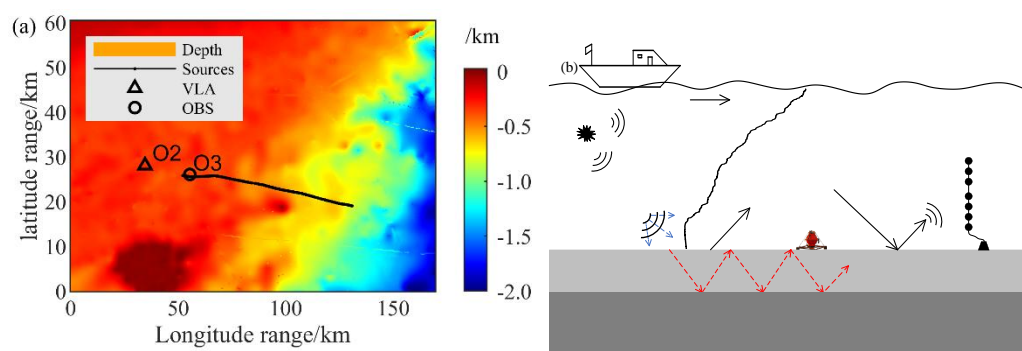 (a)
Depth
Sources
VLA
OBS
O2
O3
60
50
40
30
20
10
0
latitude range/km
0
50
100
150
Longitude range/km
/km
0
-0.5
-1.0
-1.5
-2.0
(b)